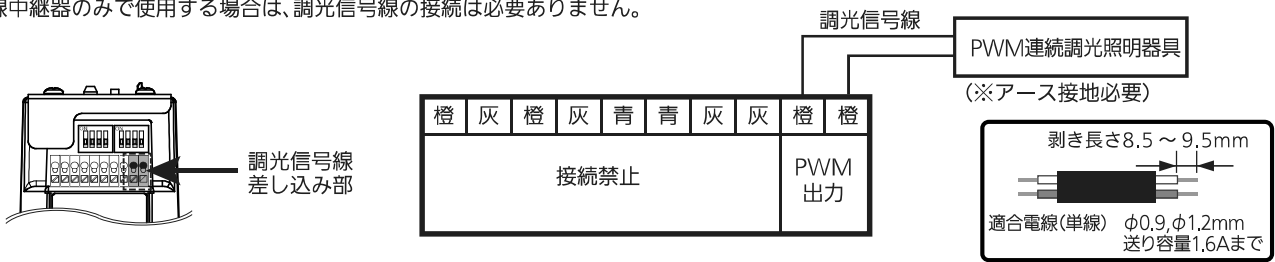 線中継器のみで使用する場合は、調光信号線の接続は必要ありません。
調光信号線
PWM連続調光照明器具
(※アース接地必要)
橙 灰 橙 灰 青 青 灰 灰 橙 橙
接続禁止
PWM
出力
調光信号線
差し込み部
剥き長さ8.5～9.5mm
適合電線(単線) φ0.9,φ1.2mm
送り容量1.6Aまで